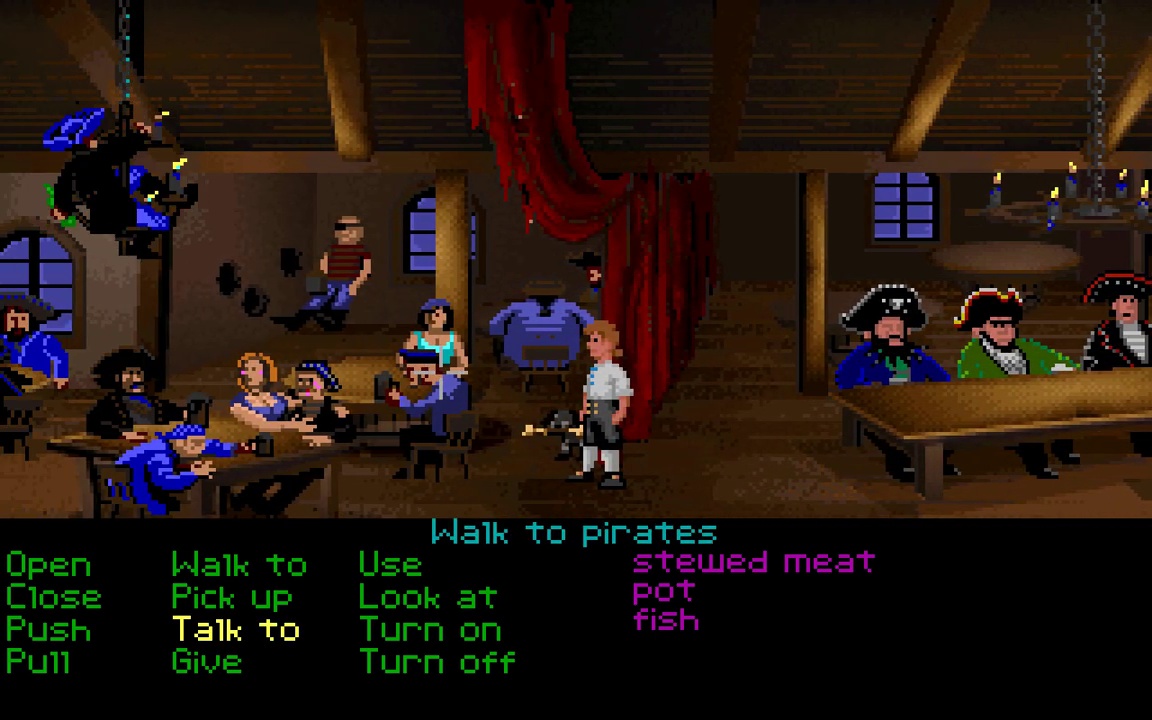 Walk to pirates
Open Walk to Use stewed meat
Close Pick up Look at pot
Push Talk to Turn on fish
Pull Give Turn off